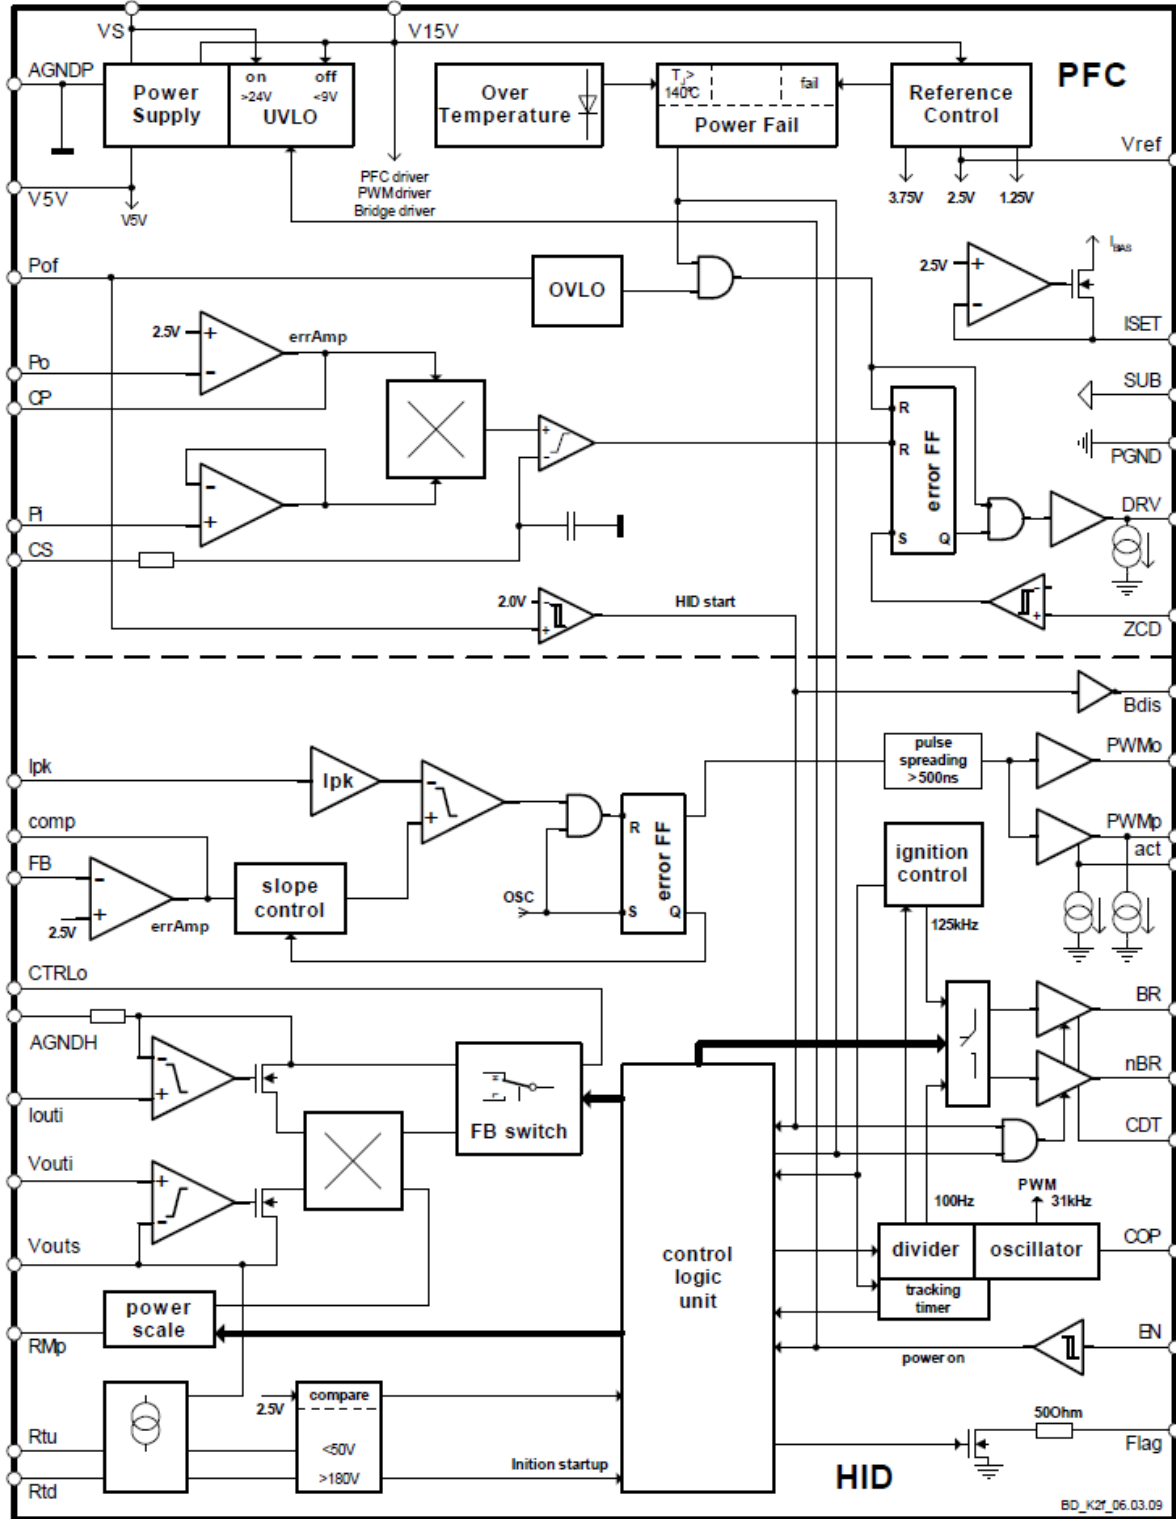 VS
V15V
AGNDP
Power
Supply
on
off
>24V
<9V
UVLO
Over
Temperature
Tj>
140°C
fail
Power Fail
Reference
Control
PFC
Vref
V5V
V5V
PFC driver
PWM driver
Bridge driver
3.75V
2.5V
1.25V
Pof
OVLO
2.5V
+
-
IBIAS
ISET
2.5V
+
-
errAmp
Po
CP
SUB
R
R
error FF
S
Q
PGND
+
-
-
+
Pi
CS
DRV
2.0V
-
+
HID start
-
+
ZCD
Bdis
Ipk
Ipk
-
+
pulse
spreading
>500ns
PWMo
comp
R
error FF
S
Q
PWMp
act
FB
-
+
2.5V
errAmp
slope
control
OSC
ignition
control
125kHz
CTRLo
AGNDH
-
+
Iouti
FB switch
BR
nBR
CDT
Vouti
+
-
Vouts
PWM
31kHz
100Hz
control
logic
unit
divider
oscillator
tracking
timer
COP
power
scale
RMp
EN
power on
2.5V
compare
<50V
>180V
Inition startup
Rtu
Rtd
50Ohm
Flag
HID
BD_K2f_06.03.09